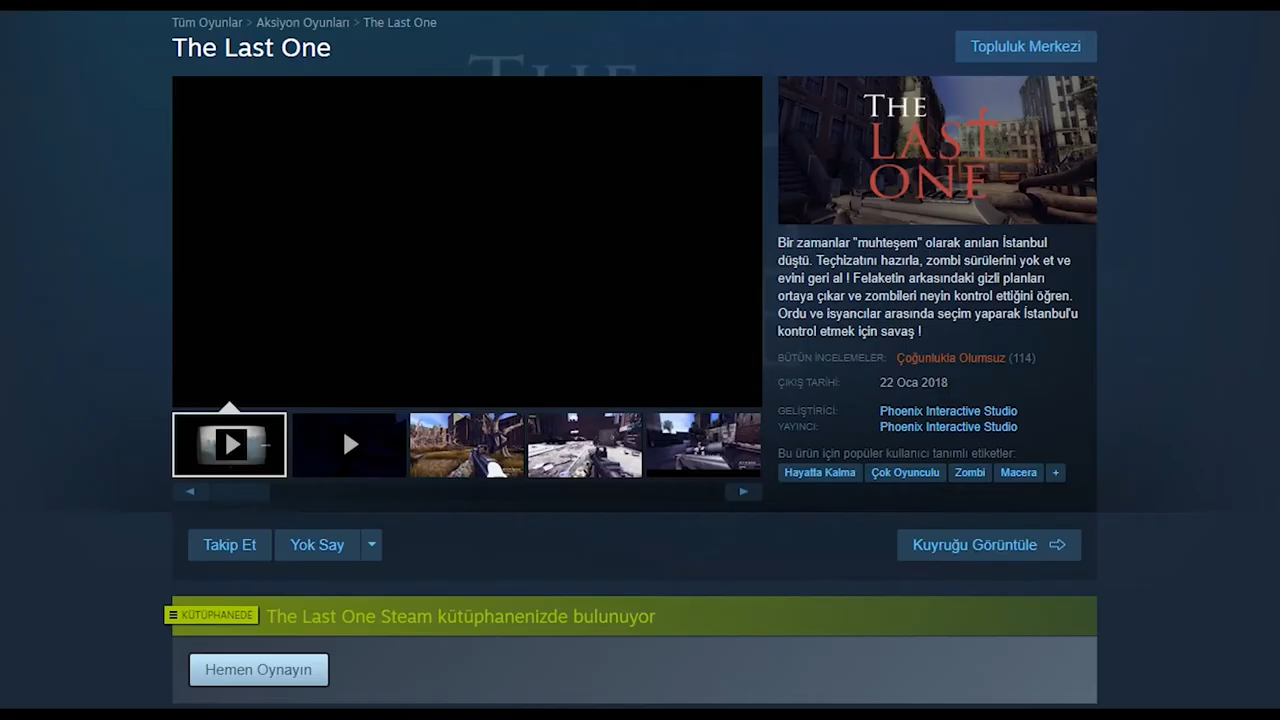 Tüm Oyunlar > Aksiyon Oyunları > The Last One
The Last One
Topluluk Merkezi
THE
THE
LAST
ONE
Bir zamanlar "muhteşem" olarak anılan İstanbul
düştü. Teçhizatını hazırla, zombi sürülerini yok et ve
evini geri al ! Felaketin arkasındaki gizli planları
ortaya çıkar ve zombileri neyin kontrol ettiğini öğren.
Ordu ve isyancılar arasında seçim yaparak İstanbul'u
kontrol etmek için savaş !
BÜTÜN İNCELEMELER: Çoğunlukla Olumsuz (114)
ÇIKIŞ TARİHİ: 22 Oca 2018
GELİŞTİRİCİ: Phoenix Interactive Studio
YAYINCI: Phoenix Interactive Studio
Bu ürün için popüler kullanıcı tanımlı etiketler:
Hayatta Kalma Çok Oyunculu Zombi Macera +
Takip Et Yok Say Kuyruğu Görüntüle
KÜTÜPHANEDE The Last One Steam kütüphanenizde bulunuyor
Hemen Oynayın